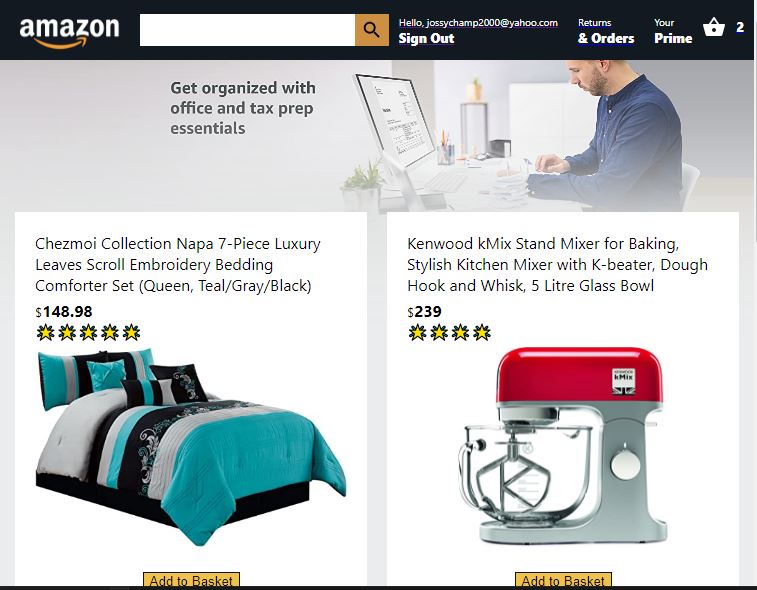 amazon
Hello, jossychamp2000@yahoo.com
Sign Out
Returns
& Orders
Your
Prime
2
Get organized with
office and tax prep
essentials
Chezmoi Collection Napa 7-Piece Luxury
Leaves Scroll Embroidery Bedding
Comforter Set (Queen, Teal/Gray/Black)
$148.98
Kenwood kMix Stand Mixer for Baking,
Stylish Kitchen Mixer with K-beater, Dough
Hook and Whisk, 5 Litre Glass Bowl
$239
KENWOOD
kMix
Add to Basket
Add to Basket